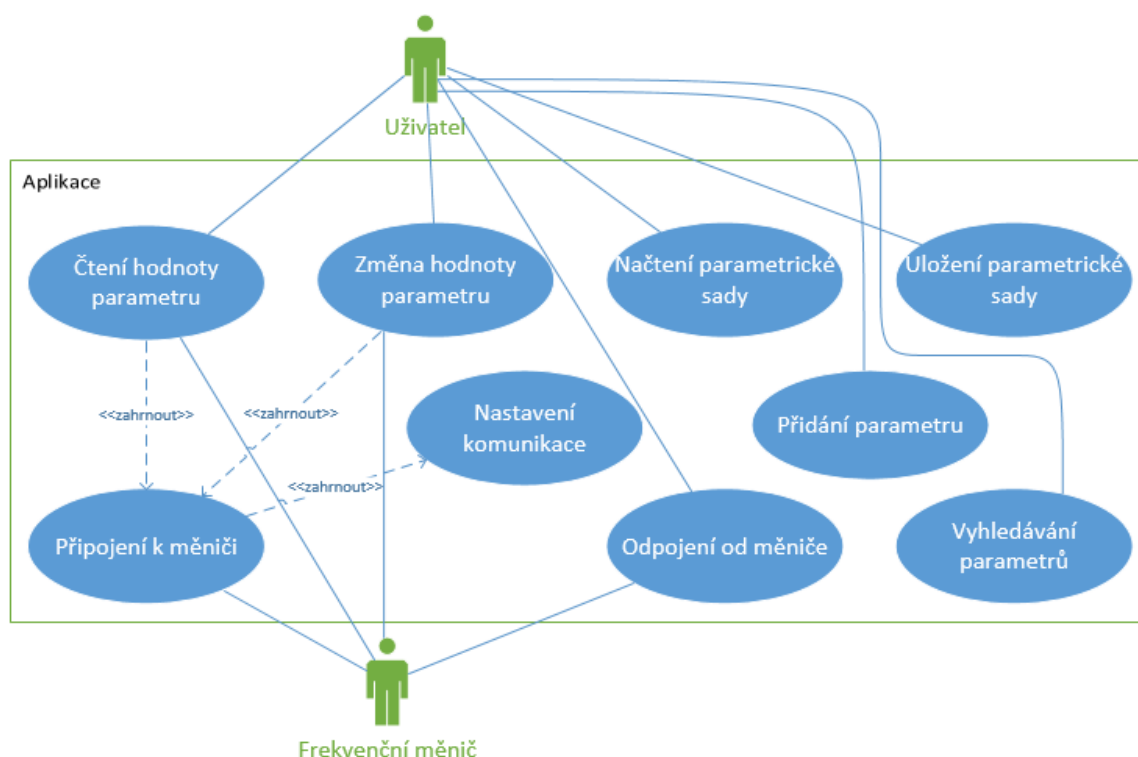 Uživatel
Aplikace
Čtení hodnoty
parametru
Změna hodnoty
parametru
Načtení parametrické
sady
Uložení parametrické
sady
<<zahrnout>>
<<zahrnout>>
Nastavení
komunikace
Přidání parametru
<<zahrnout>>
Připojení k měniči
Odpojení od měniče
Vyhledávání
parametrů
Frekvenční měnič